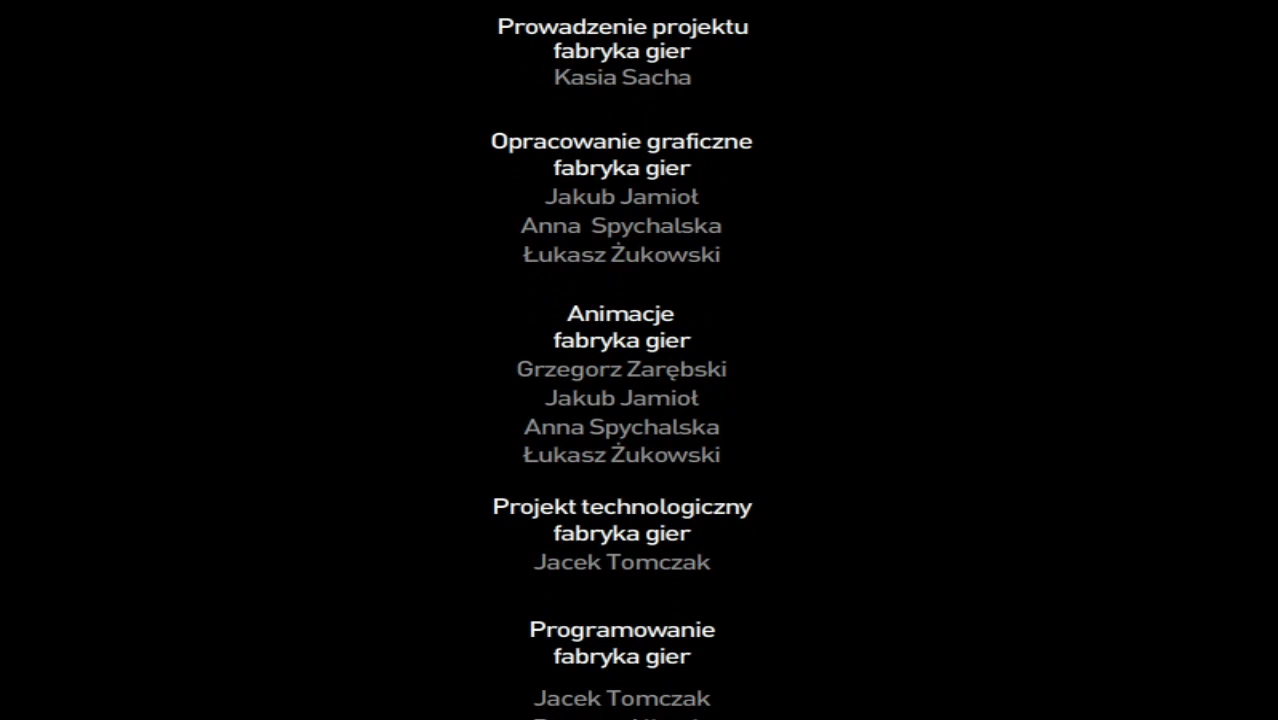 Prowadzenie projektu
fabryka gier
Kasia Sacha
Opracowanie graficzne
fabryka gier
Jakub Jamioł
Anna Spychalska
Łukasz Żukowski
Animacje
fabryka gier
Grzegorz Zarębski
Jakub Jamioł
Anna Spychalska
Łukasz Żukowski
Projekt technologiczny
fabryka gier
Jacek Tomczak
Programowanie
fabryka gier
Jacek Tomczak